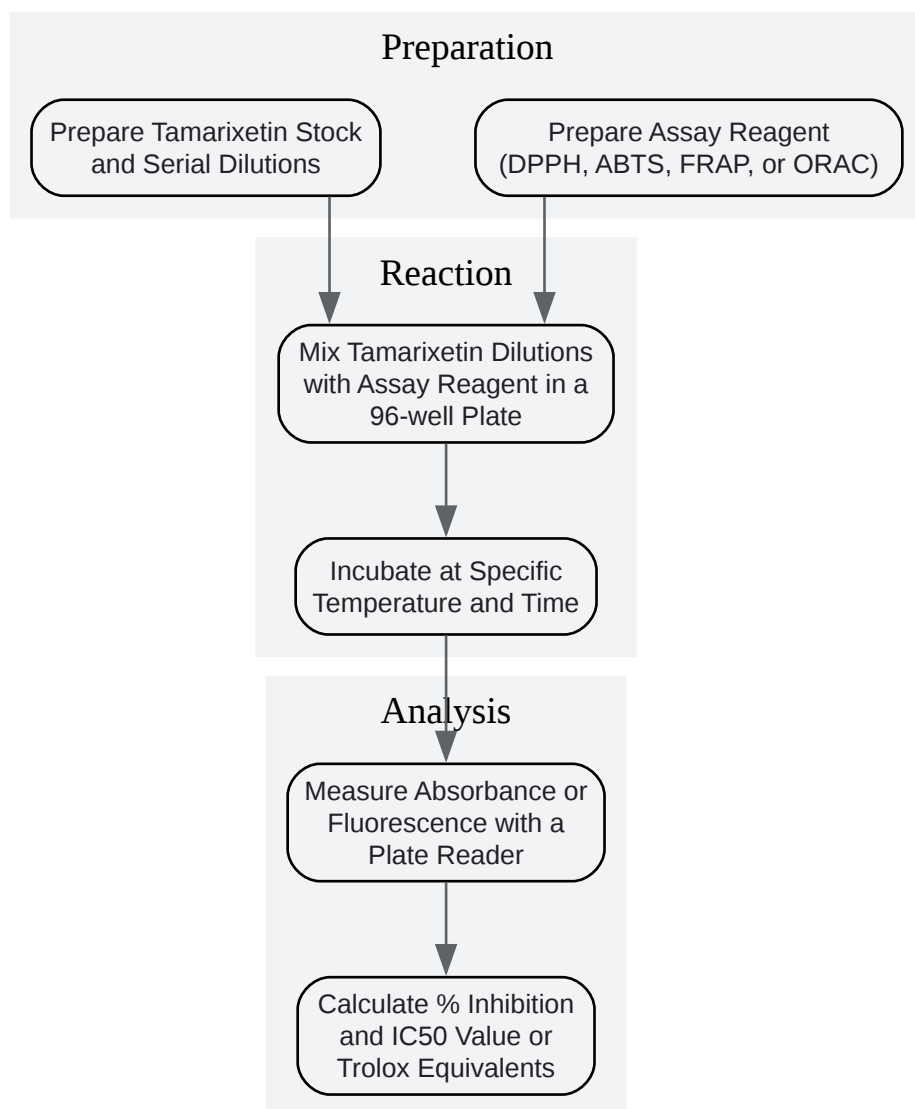 Preparation
Prepare Tamarixetin Stock
and Serial Dilutions
Prepare Assay Reagent
(DPPH, ABTS, FRAP, or ORAC)
Reaction
Mix Tamarixetin Dilutions
with Assay Reagent in a
96-well Plate
Incubate at Specific
Temperature and Time
Analysis
Measure Absorbance or
Fluorescence with a
Plate Reader
Calculate % Inhibition
and IC50 Value or
Trolox Equivalents